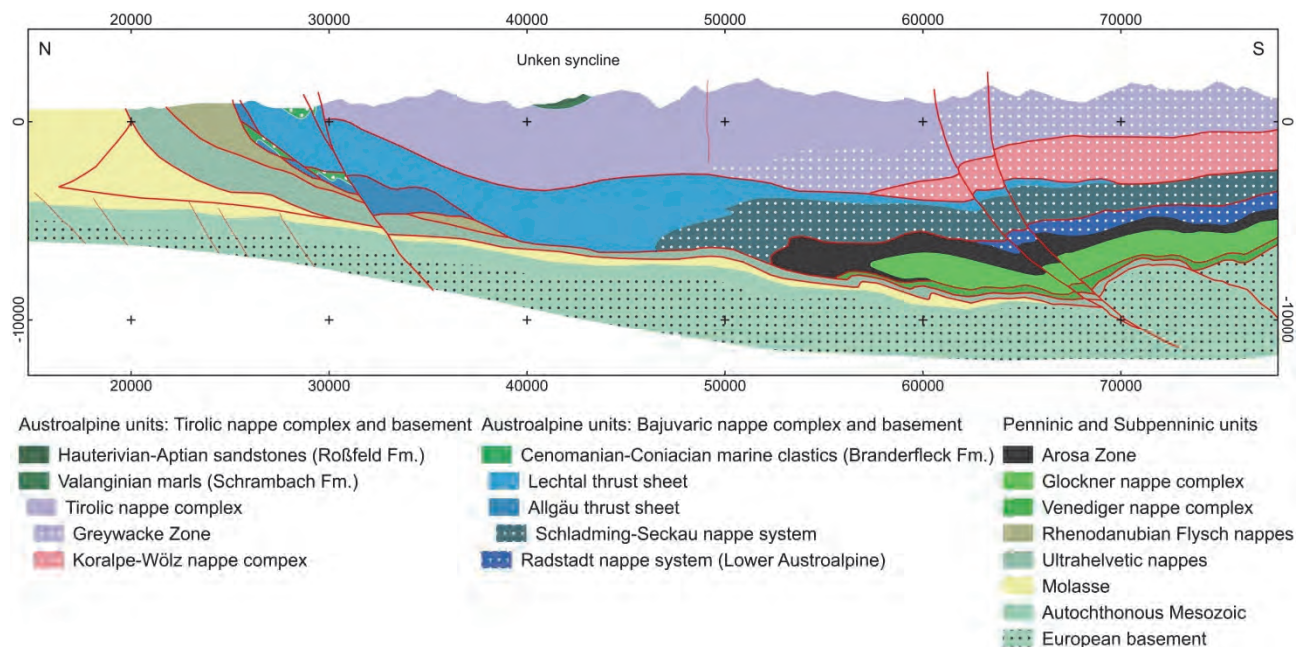 20000 30000 40000 50000 60000 70000
N Unken syncline S
0 0
-10000 -10000
20000 30000 40000 50000 60000 70000
Austroalpine units: Tirolic nappe complex and basement
Hauterivian-Aptian sandstones (Roßfeld Fm.)
Valanginian marls (Schrambach Fm.)
Tirolic nappe complex
Greywacke Zone
Koralpe-Wölz nappe compex
Austroalpine units: Bajuvaric nappe complex and basement
Cenomanian-Coniacian marine clastics (Branderfleck Fm.)
Lechtal thrust sheet
Allgäu thrust sheet
Schladming-Seckau nappe system
Radstadt nappe system (Lower Austroalpine)
Penninic and Subpenninic units
Arosa Zone
Glockner nappe complex
Venediger nappe complex
Rhenodanubian Flysch nappes
Ultrahelvetic nappes
Molasse
Autochthonous Mesozoic
European basement